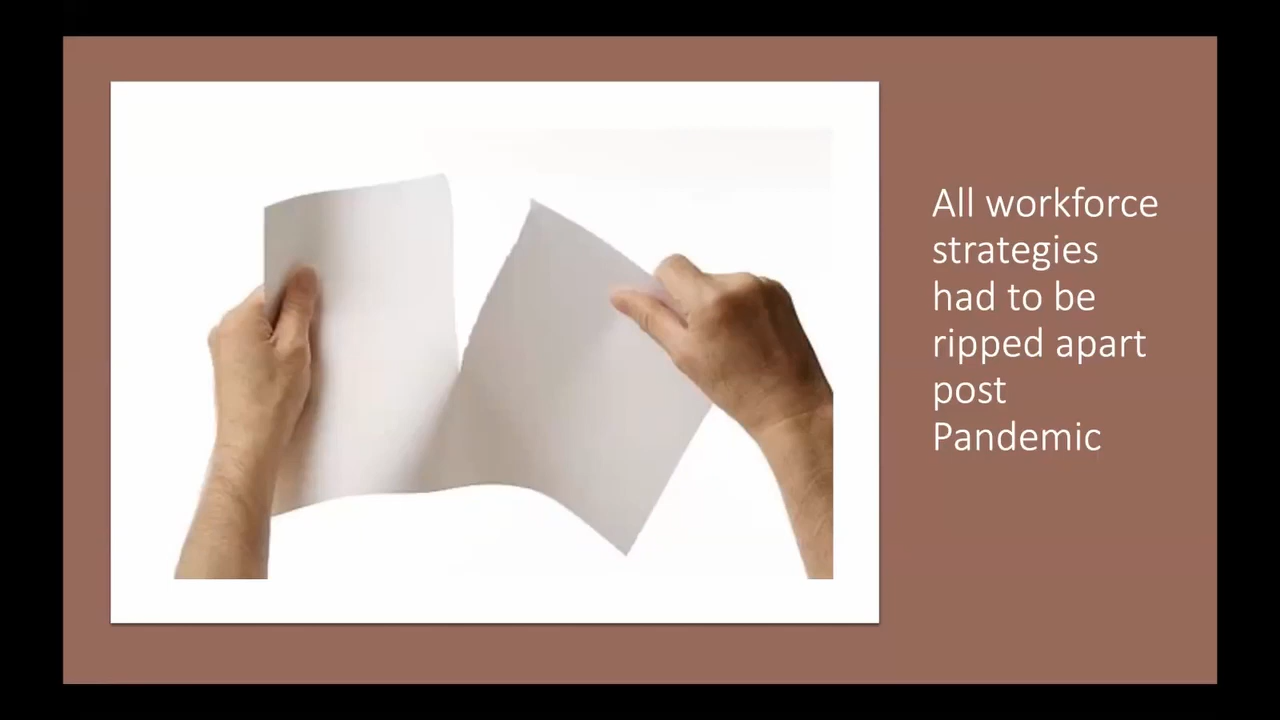 All workforce
strategies
had to be
ripped apart
post
Pandemic